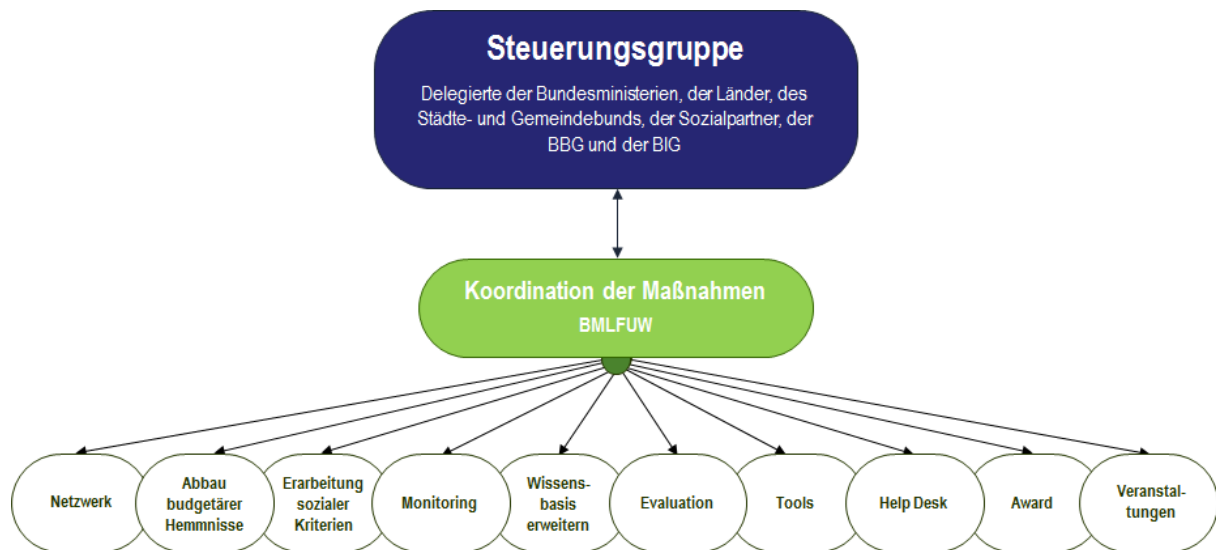 Steuerungsgruppe
Delegierte der Bundesministerien, der Länder, des
Städte- und Gemeindebunds, der Sozialpartner, der
BBG und der BIG
Koordination der Maßnahmen
BMLFUW
Netzwerk
Abbau
budgetärer
Hemmnisse
Erarbeitung
sozialer
Kriterien
Monitoring
Wissens-
basis
erweitern
Evaluation
Tools
Help Desk
Award
Veranstal-
tungen